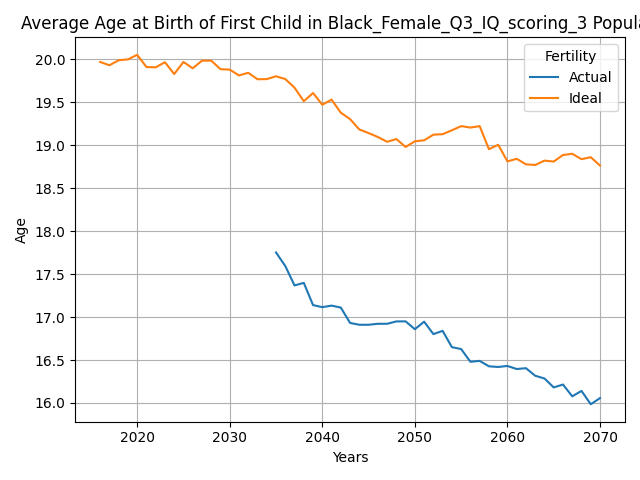 Average Age at Birth of First Child in Black_Female_Q3_IQ_scoring_3 Popula
Fertility
Actual
Ideal
20.0
19.5
19.0
18.5
18.0
17.5
17.0
16.5
16.0
Age
2020
2030
2040
2050
2060
2070
Years